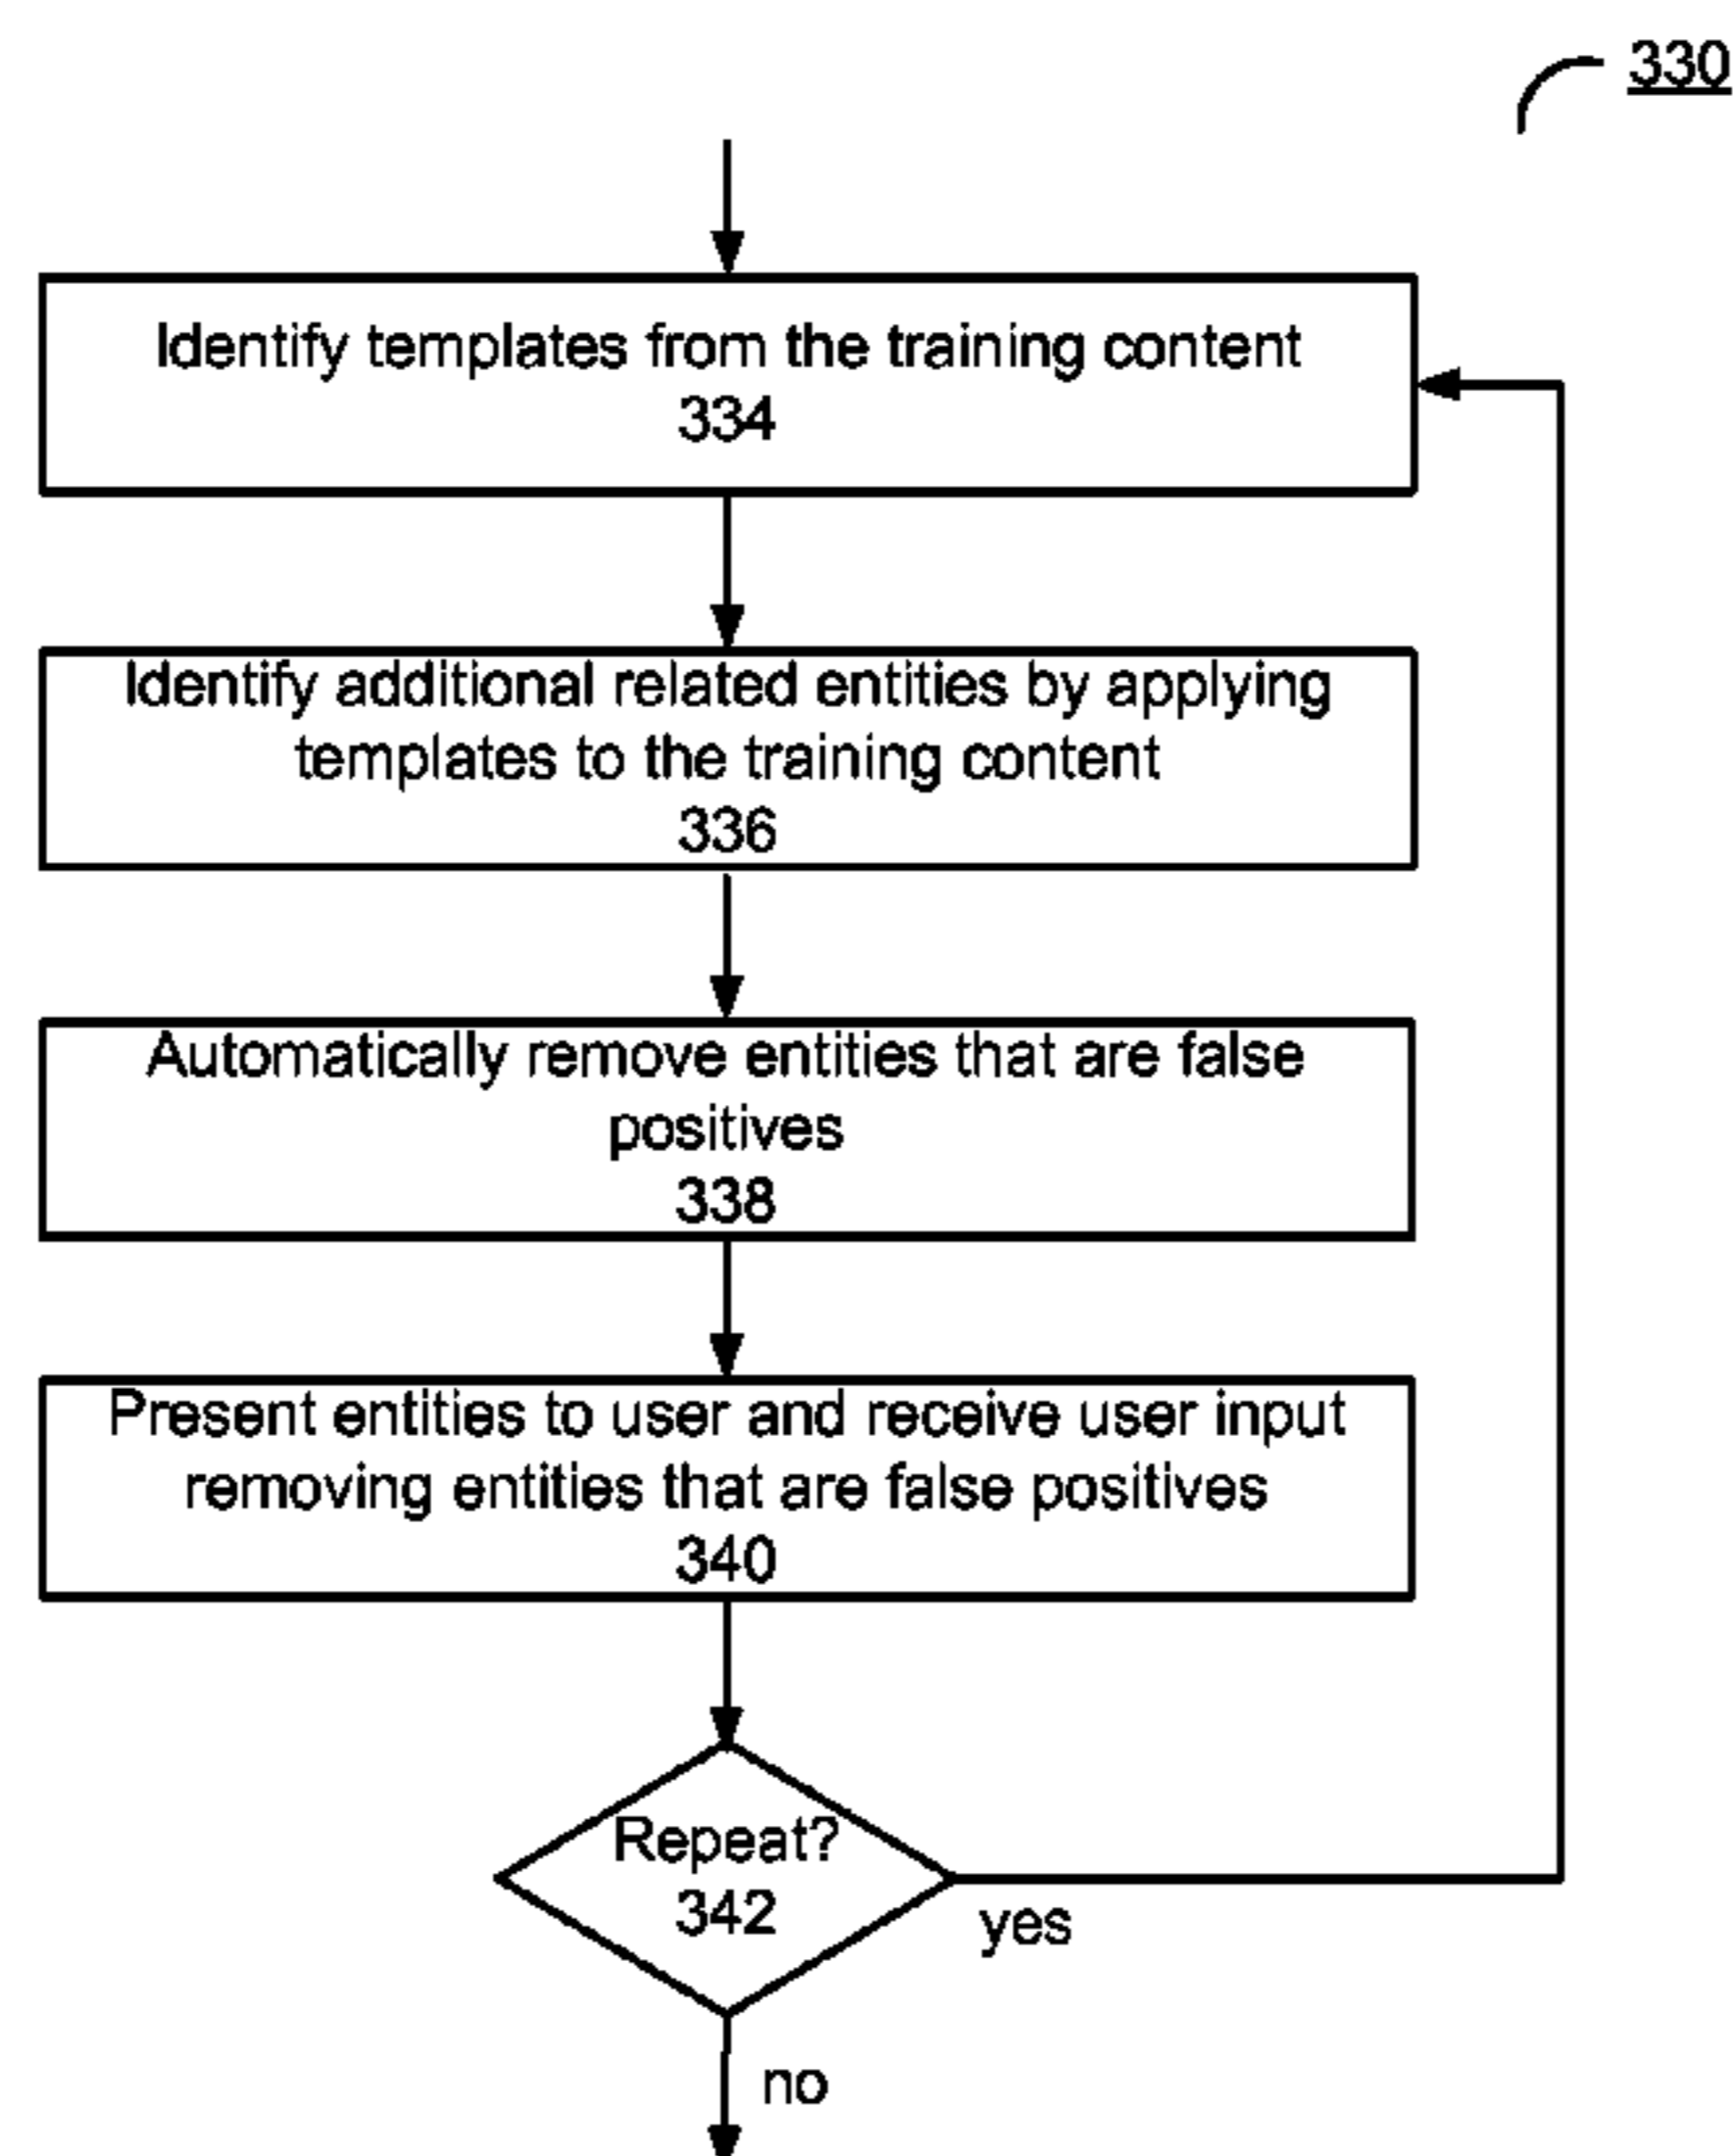 330
Identify templates from the training content
334
Identify additional related entities by applying
templates to the training content
336
Automatically remove entities that are false
positives
338
Present entities to user and receive user input
removing entities that are false positives
340
Repeat?
342
yes
no